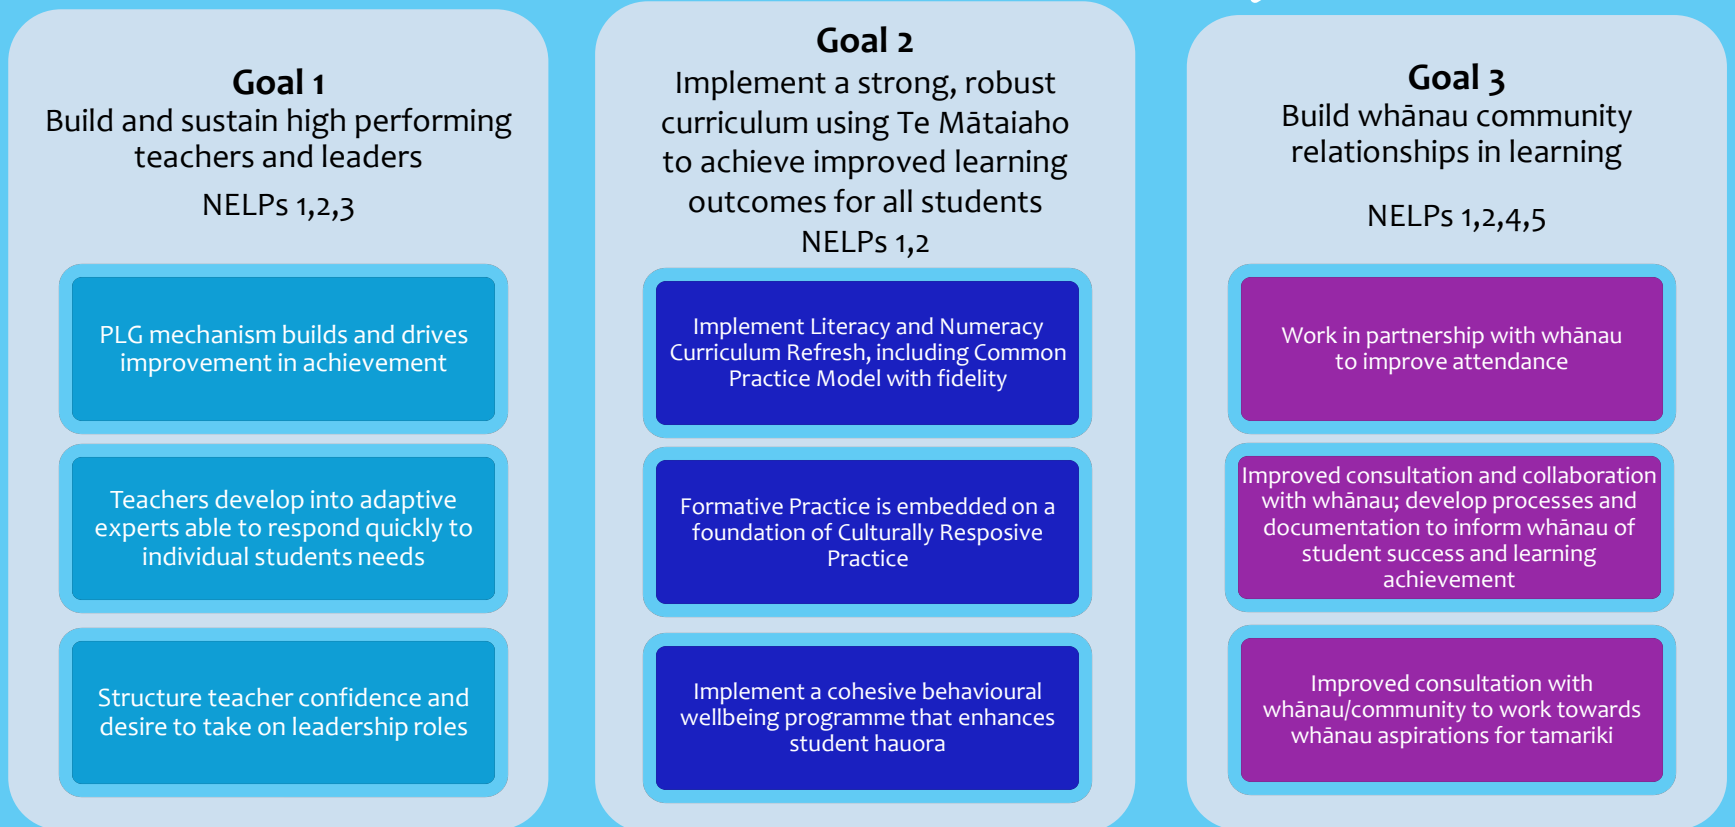 Goal 1
Build and sustain high performing
teachers and leaders
NELPs 1,2,3
PLG mechanism builds and drives
improvement in achievement
Teachers develop into adaptive
experts able to respond quickly to
individual students needs
Structure teacher confidence and
desire to take on leadership roles
Goal 2
Implement a strong, robust
curriculum using Te Mātaiaho
to achieve improved learning
outcomes for all students
NELPs 1,2
Implement Literacy and Numeracy
Curriculum Refresh, including Common
Practice Model with fidelity
Formative Practice is embedded on a
foundation of Culturally Resposive
Practice
Implement a cohesive behavioural
wellbeing programme that enhances
student hauora
Goal 3
Build whānau community
relationships in learning
NELPs 1,2,4,5
Work in partnership with whānau
to improve attendance
Improved consultation and collaboration
with whānau; develop processes and
documentation to inform whānau of
student success and learning
achievement
Improved consultation with
whānau/community to work towards
whānau aspirations for tamariki